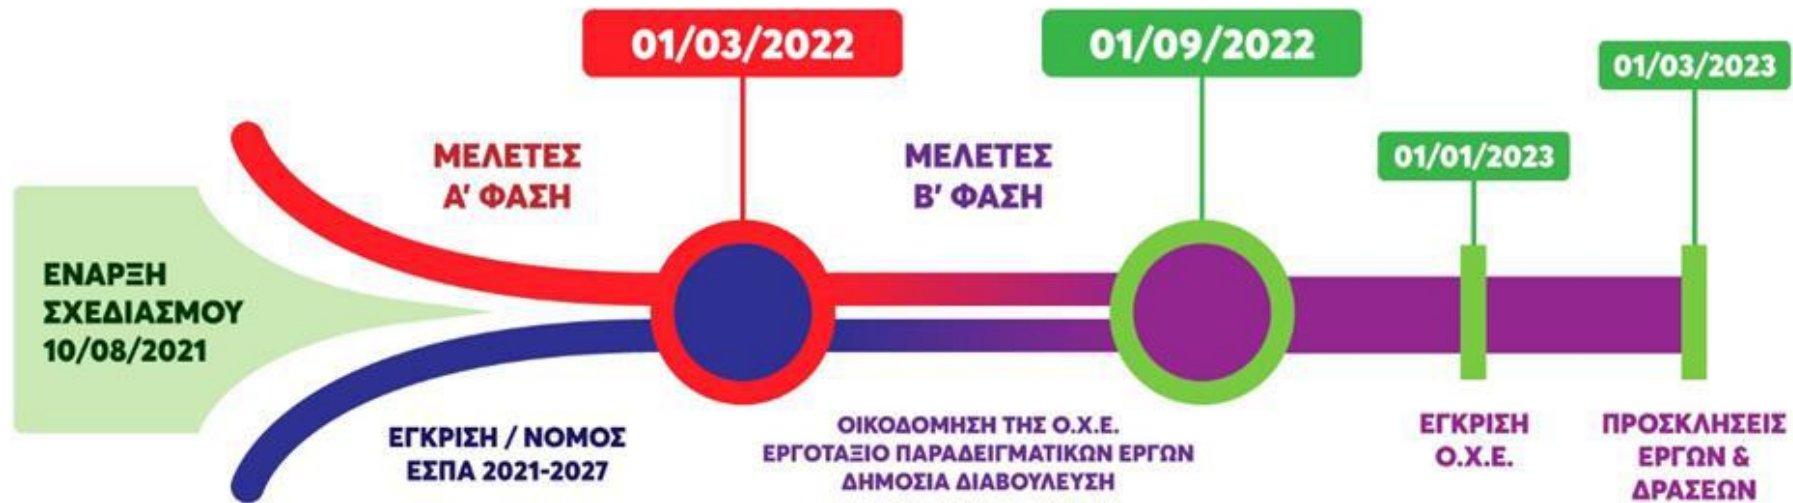 01/03/2022
01/09/2022
01/03/2023
01/01/2023
ΜΕΛΕΤΕΣ
Α' ΦΑΣΗ
ΜΕΛΕΤΕΣ
Β' ΦΑΣΗ
ΕΝΑΡΞΗ
ΣΧΕΔΙΑΣΜΟΥ
10/08/2021
ΕΓΚΡΙΣΗ / ΝΟΜΟΣ
ΕΣΠΑ 2021-2027
ΟΙΚΟΔΟΜΗΣΗ ΤΗΣ Ο.Χ.Ε.
ΕΡΓΟΤΑΞΙΟ ΠΑΡΑΔΕΙΓΜΑΤΙΚΩΝ ΕΡΓΩΝ
ΔΗΜΟΣΙΑ ΔΙΑΒΟΥΛΕΥΣΗ
ΕΓΚΡΙΣΗ
Ο.Χ.Ε.
ΠΡΟΣΚΛΗΣΕΙΣ
ΕΡΓΩΝ &
ΔΡΑΣΕΩΝ